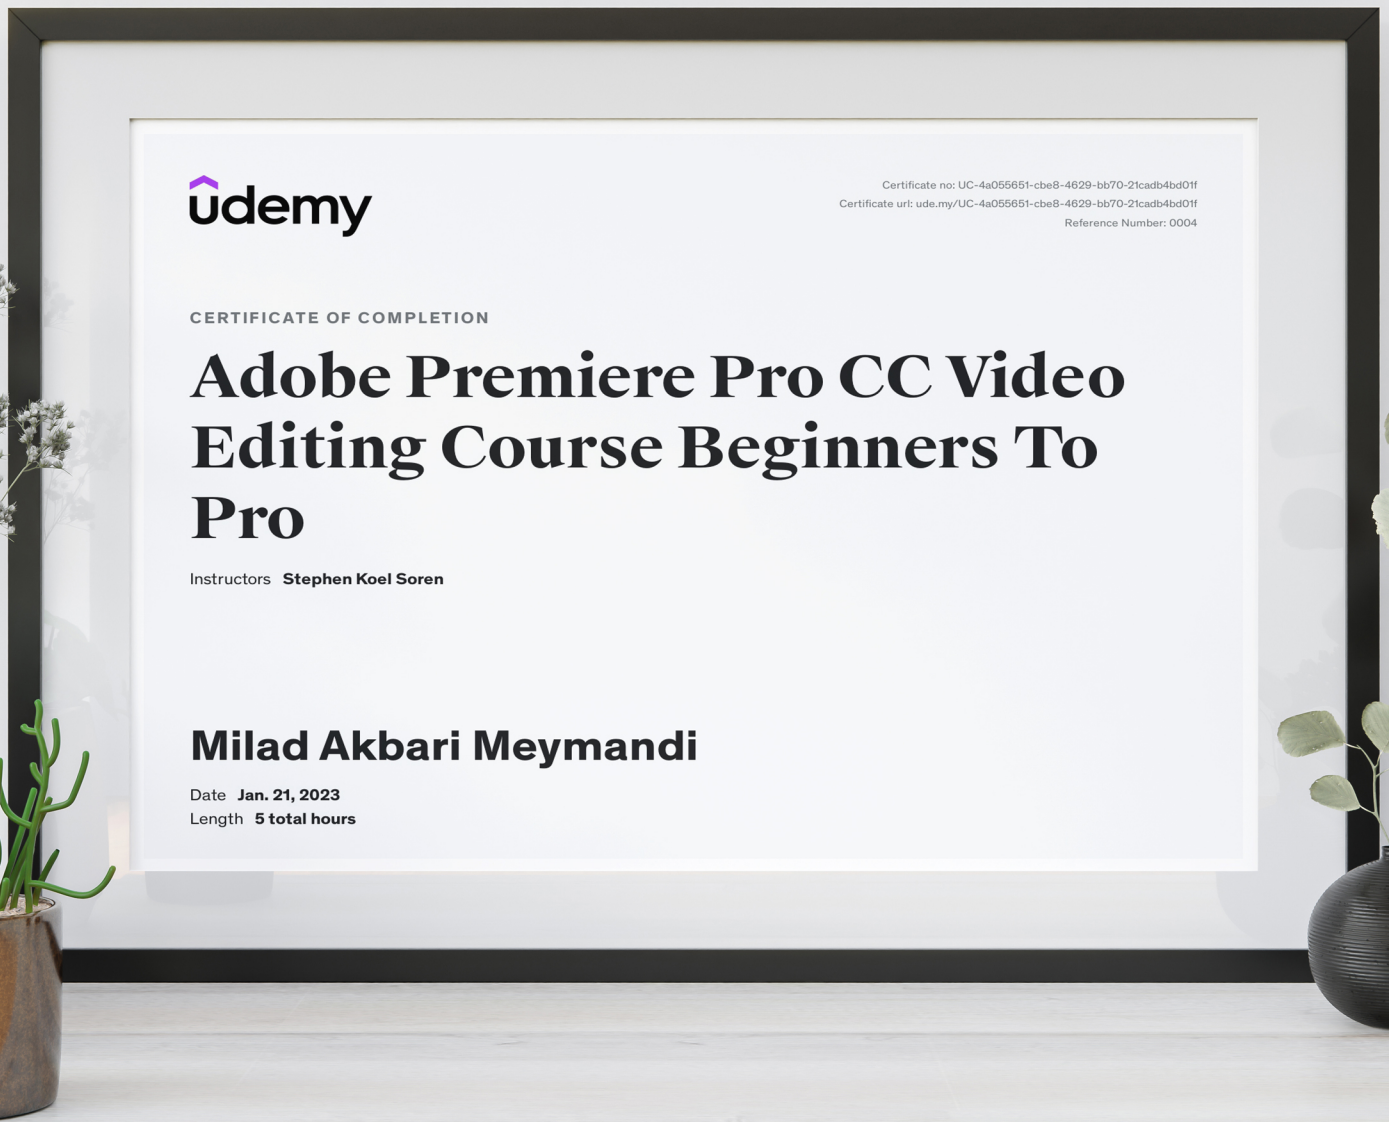 udemy
Certificate no: UC-4a055651-cbe8-4629-bb70-21cadb4bd01f
Certificate url: ude.my/UC-4a055651-cbe8-4629-bb70-21cadb4bd01f
Reference Number: 0004
CERTIFICATE OF COMPLETION
Adobe Premiere Pro CC Video
Editing Course Beginners To
Pro
Instructors Stephen Koel Soren
Milad Akbari Meymandi
Date Jan. 21, 2023
Length 5 total hours